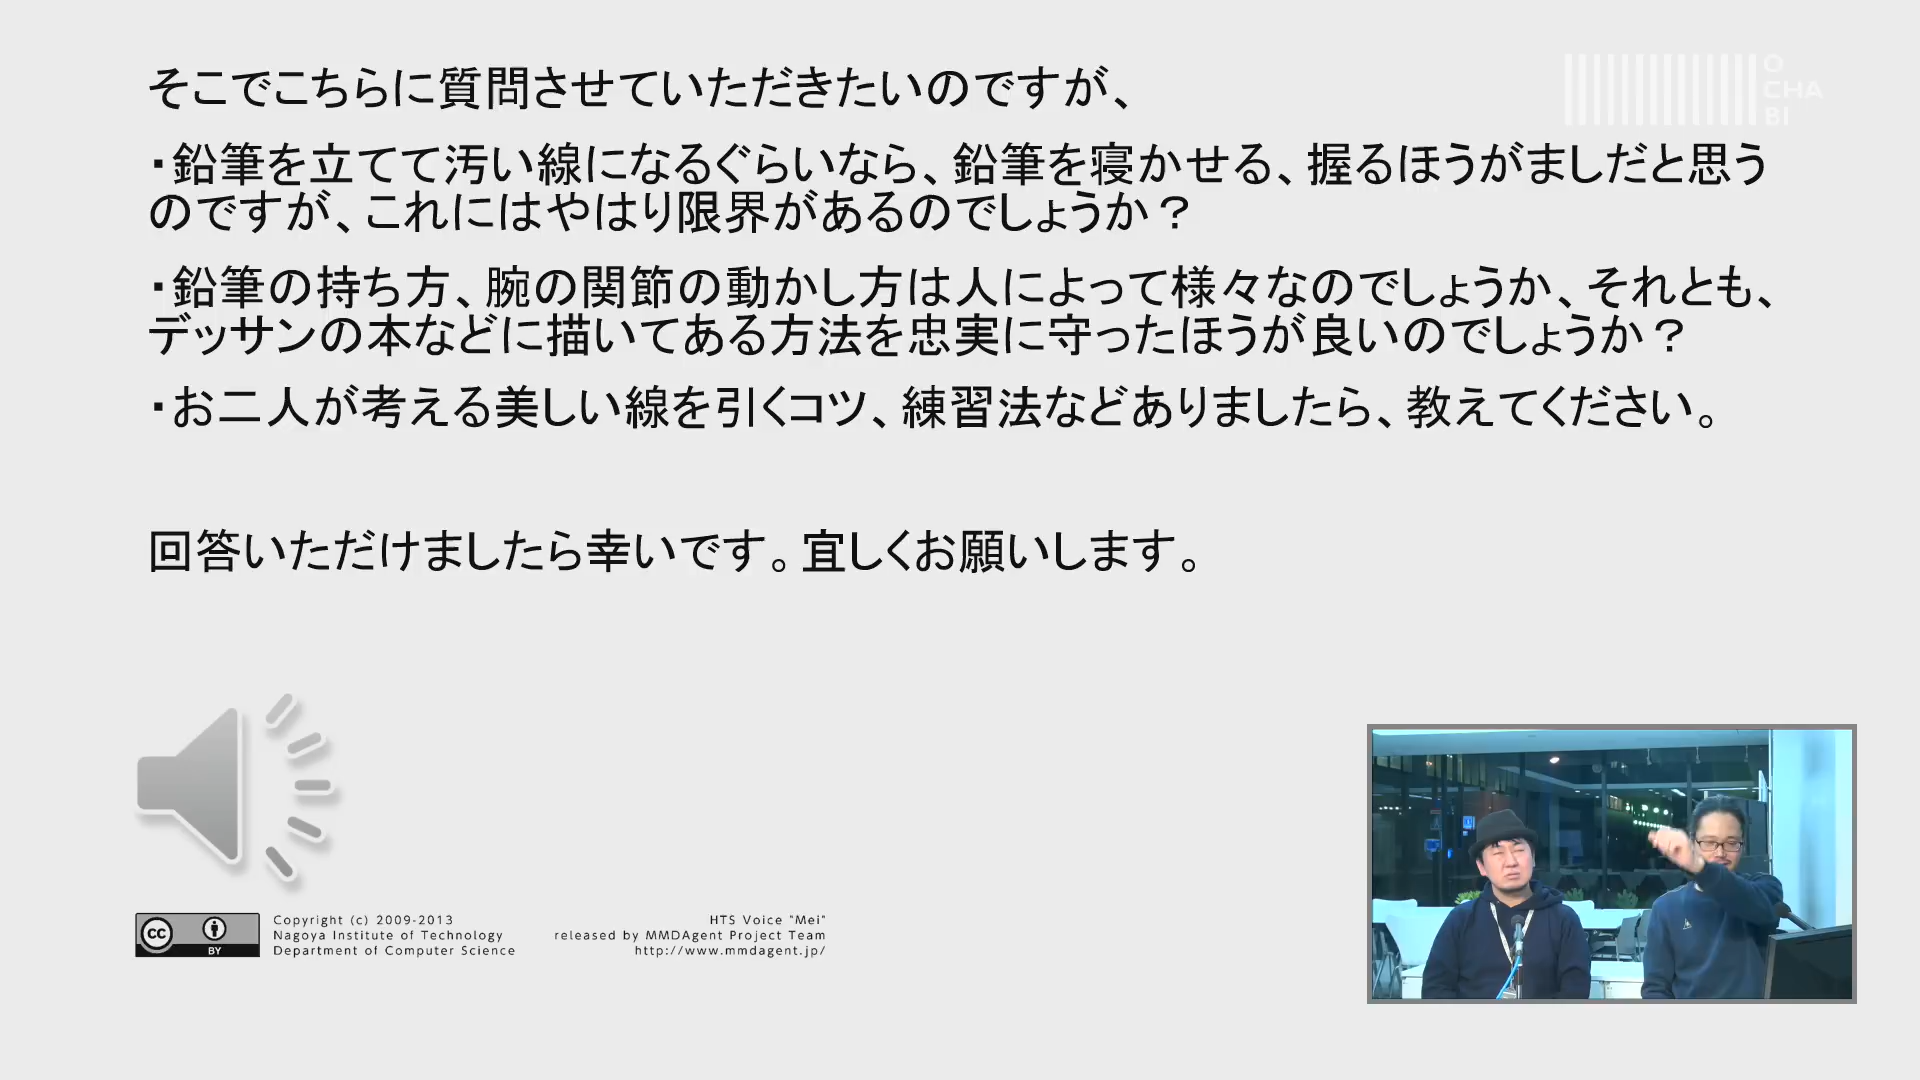 そこでこちらに質問させていただきたいのですが、
・鉛筆を立てて汚い線になるぐらいなら、鉛筆を寝かせる、握るほうがましだと思う
のですが、これにはやはり限界があるのでしょうか？
・鉛筆の持ち方、腕の関節の動かし方は人によって様々なのでしょうか、それとも、
デッサンの本などに描いてある方法を忠実に守ったほうが良いのでしょうか？
・お二人が考える美しい線を引くコツ、練習法などありましたら、教えてください。
回答いただけましたら幸いです。宜しくお願いします。
O
CHA
BI
cc
BY
Copyright (c) 2009-2013
Nagoya Institute of Technology
Department of Computer Science
HTS Voice "Mei"
released by MMDAgent Project Team
http://www.mmdagent.jp/